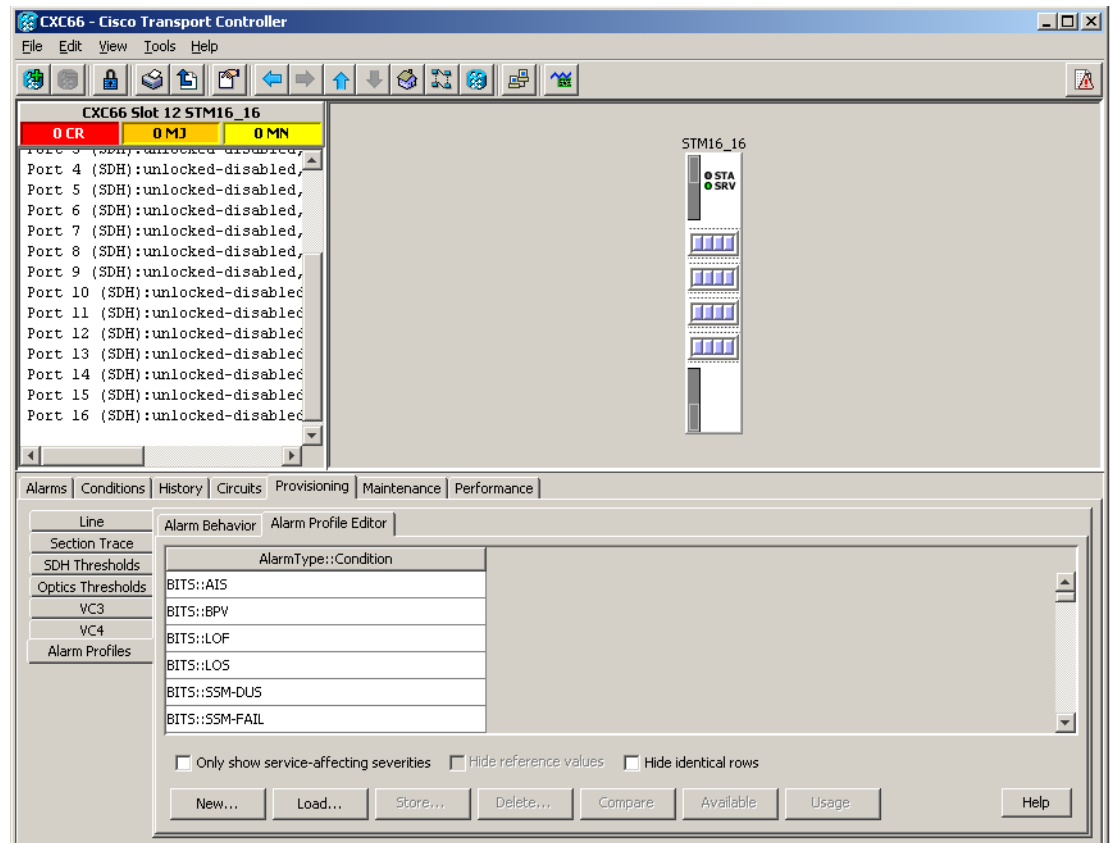 CXC66 - Cisco Transport Controller
File Edit View Tools Help
CXC66 Slot 12 STM16_16
0 CR 0 MJ 0 MN
Port 3 (SDH):unlocked-disabled,
Port 4 (SDH):unlocked-disabled,
Port 5 (SDH):unlocked-disabled,
Port 6 (SDH):unlocked-disabled,
Port 7 (SDH):unlocked-disabled,
Port 8 (SDH):unlocked-disabled,
Port 9 (SDH):unlocked-disabled,
Port 10 (SDH):unlocked-disabled
Port 11 (SDH):unlocked-disabled
Port 12 (SDH):unlocked-disabled
Port 13 (SDH):unlocked-disabled
Port 14 (SDH):unlocked-disabled
Port 15 (SDH):unlocked-disabled
Port 16 (SDH):unlocked-disabled
STM16_16
STA
SRV
Alarms Conditions History Circuits Provisioning Maintenance Performance
Line
Section Trace
SDH Thresholds
Optics Thresholds
VC3
VC4
Alarm Profiles
Alarm Behavior Alarm Profile Editor
AlarmType::Condition
BITS::AIS
BITS::BPV
BITS::LOF
BITS::LOS
BITS::SSM-DUS
BITS::SSM-FAIL
Only show service-affecting severities Hide reference values Hide identical rows
New... Load... Store... Delete... Compare Available Usage Help